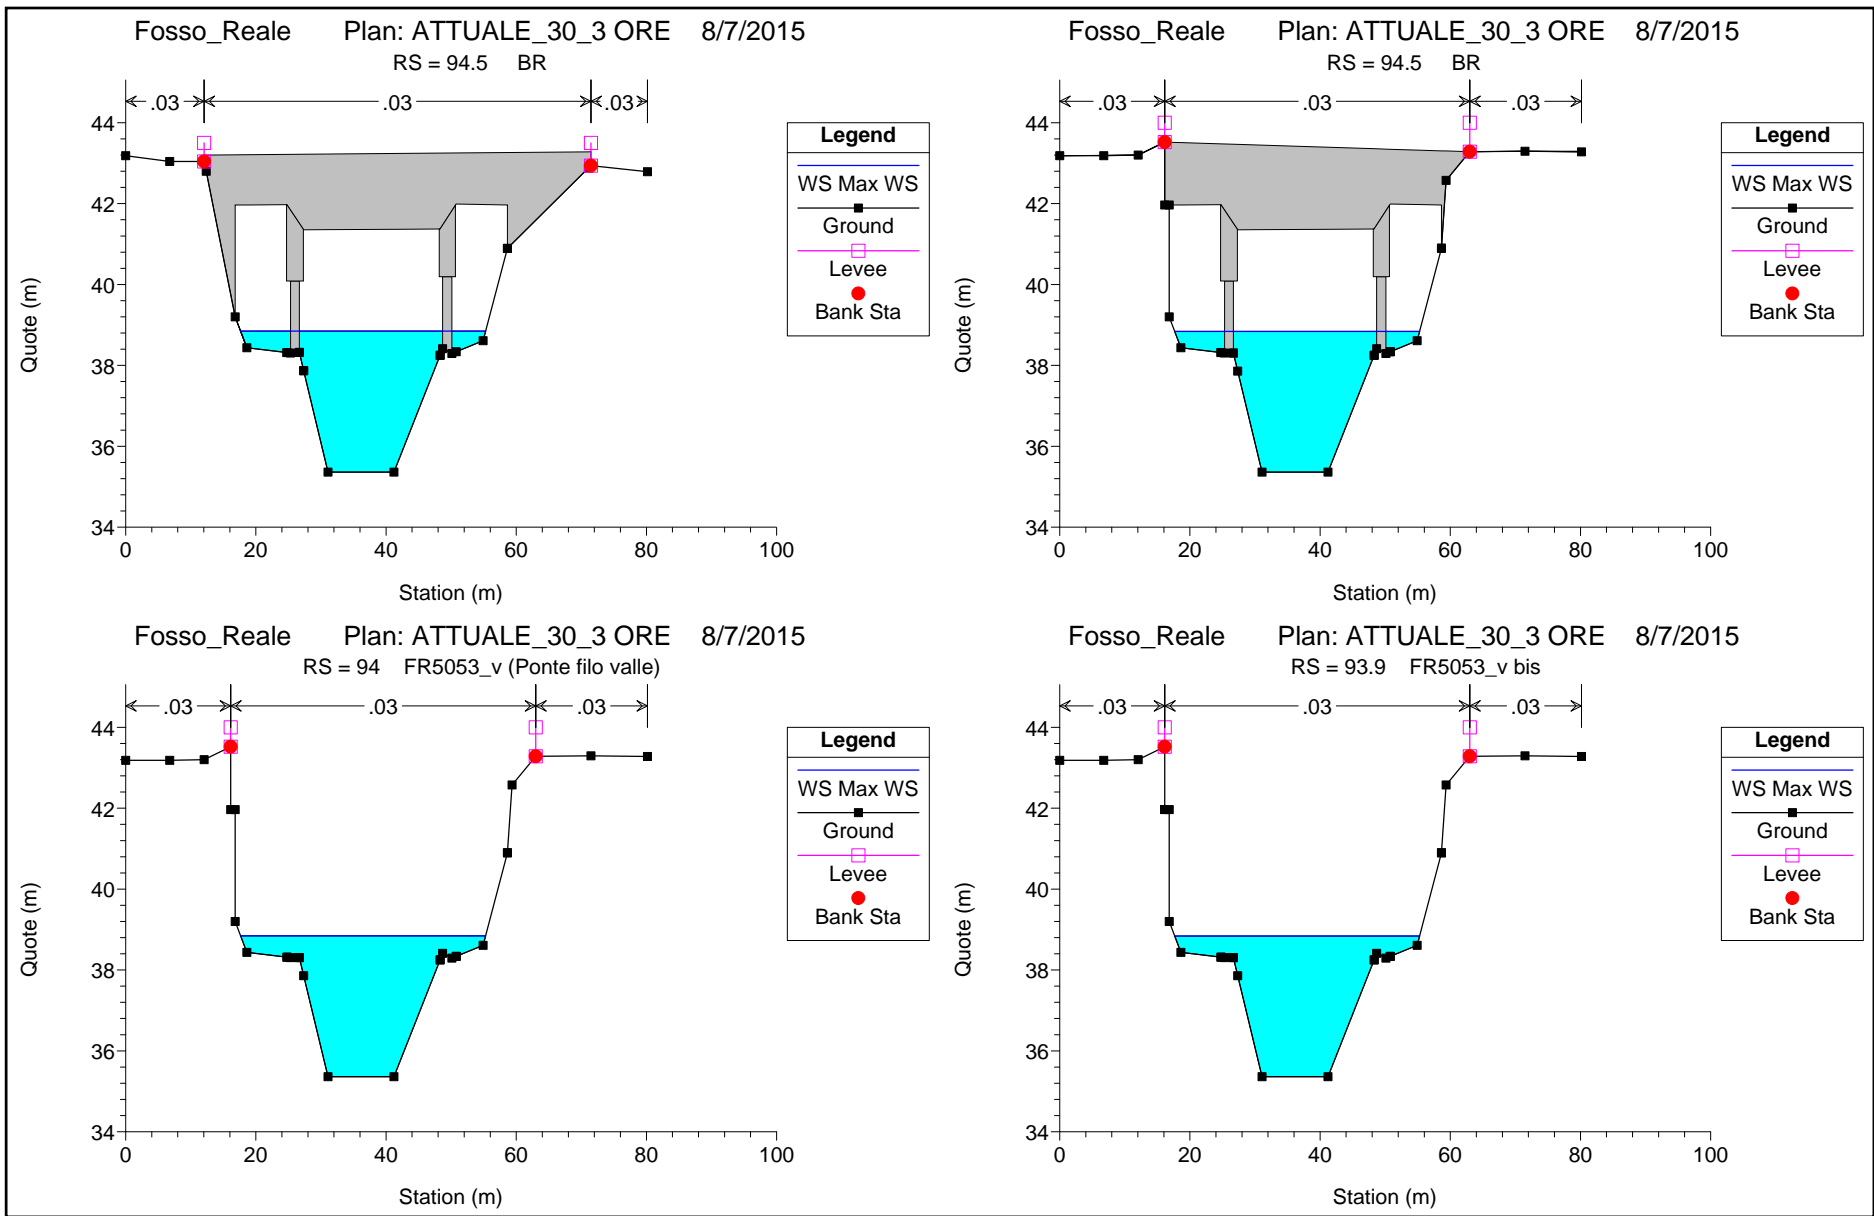 Fosso_Reale Plan: ATTUALE_30_3 ORE 8/7/2015
RS = 94.5 BR
.03 .03 .03
44
42
40
38
36
34
0 20 40 60 80 100
Quote (m)
Station (m)
Legend
WS Max WS
Ground
Levee
Bank Sta
Fosso_Reale Plan: ATTUALE_30_3 ORE 8/7/2015
RS = 94.5 BR
.03 .03 .03
44
42
40
38
36
34
0 20 40 60 80 100
Quote (m)
Station (m)
Legend
WS Max WS
Ground
Levee
Bank Sta
Fosso_Reale Plan: ATTUALE_30_3 ORE 8/7/2015
RS = 94 FR5053_v (Ponte filo valle)
.03 .03 .03
44
42
40
38
36
34
0 20 40 60 80 100
Quote (m)
Station (m)
Legend
WS Max WS
Ground
Levee
Bank Sta
Fosso_Reale Plan: ATTUALE_30_3 ORE 8/7/2015
RS = 93.9 FR5053_v bis
.03 .03 .03
44
42
40
38
36
34
0 20 40 60 80 100
Quote (m)
Station (m)
Legend
WS Max WS
Ground
Levee
Bank Sta